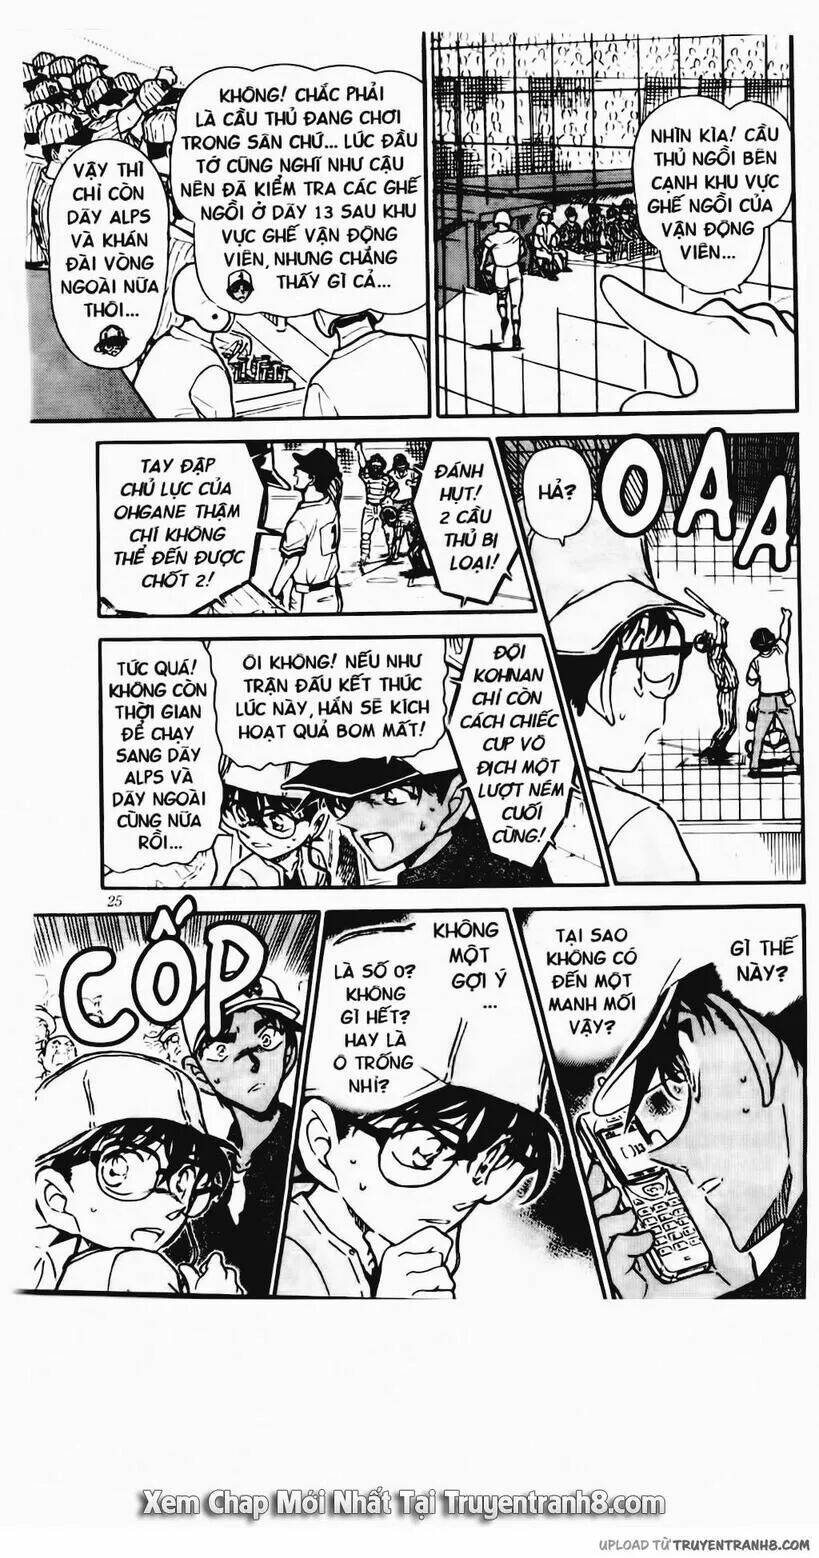 NHÌN KÌA! CẦU
THỦ NGỒI BÊN
CẠNH KHU VỰC
GHẾ NGỒI CỦA
VẬN ĐỘNG
VIÊN...
KHÔNG! CHẮC PHẢI
LÀ CẦU THỦ ĐANG CHƠI
TRONG SÂN CHỨ... LÚC ĐẦU
TỚ CŨNG NGHĨ NHƯ CẬU
NÊN ĐÃ KIỂM TRA CÁC GHẾ
NGỒI Ở DÃY 13 SAU KHU
VỰC GHẾ VẬN ĐỘNG
VIÊN, NHƯNG CHẲNG
THẤY GÌ CẢ...
VẬY THÌ
CHỈ CÒN
DÃY ALPS
VÀ KHÁN
ĐÀI VÒNG
NGOÀI NỮA
THÔI...
OAA
HẢ?
ĐÁNH
HỤT!
2 CẦU
THỦ BỊ
LOẠI!
TAY ĐẬP
CHỦ LỰC CỦA
OHGANE THẬM
CHÍ KHÔNG
THỂ ĐẾN ĐƯỢC
CHỐT 2!
ĐỘI
KOHNAN
CHỈ CÒN
CÁCH CHIẾC
CUP VÔ
ĐỊCH MỘT
LƯỢT NÉM
CUỐI
CÙNG!
ÔI KHÔNG! NẾU NHƯ
TRẬN ĐẤU KẾT THÚC
LÚC NÀY, HẮN SẼ KÍCH
HOẠT QUẢ BOM MẤT!
TỨC QUÁ!
KHÔNG CÒN
THỜI GIAN
ĐỂ CHẠY
SANG DÃY
ALPS VÀ
DÃY NGOÀI
CÙNG NỮA
RỒI...
25
GÌ THẾ
NÀY?
TẠI SAO
KHÔNG CÓ
ĐẾN MỘT
MANH MỐI
VẬY?
KHÔNG
MỘT
GỢI Ý
...
LÀ SỐ 0?
KHÔNG
GÌ HẾT?
HAY LÀ
Ô TRỐNG
NHỈ?
CỐP
Xem Chap Mới Nhất Tại Truyentranh8.com
UPLOAD TỪ TRUYENTRANH8.COM